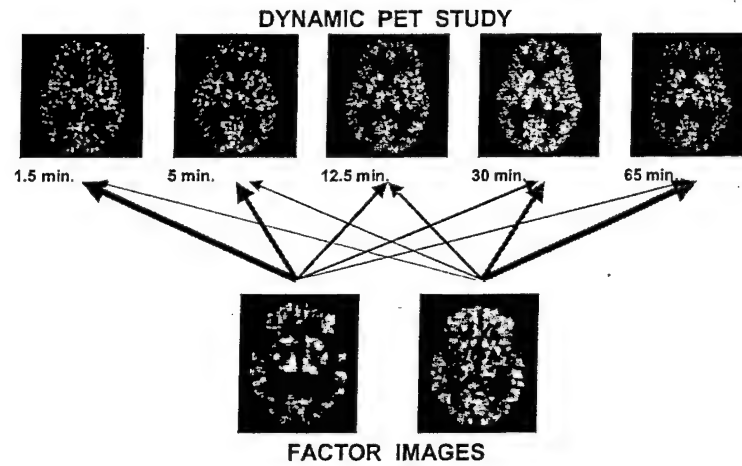 DYNAMIC PET STUDY
1.5 min. 5 min. 12.5 min. 30 min. 65 min.
FACTOR IMAGES